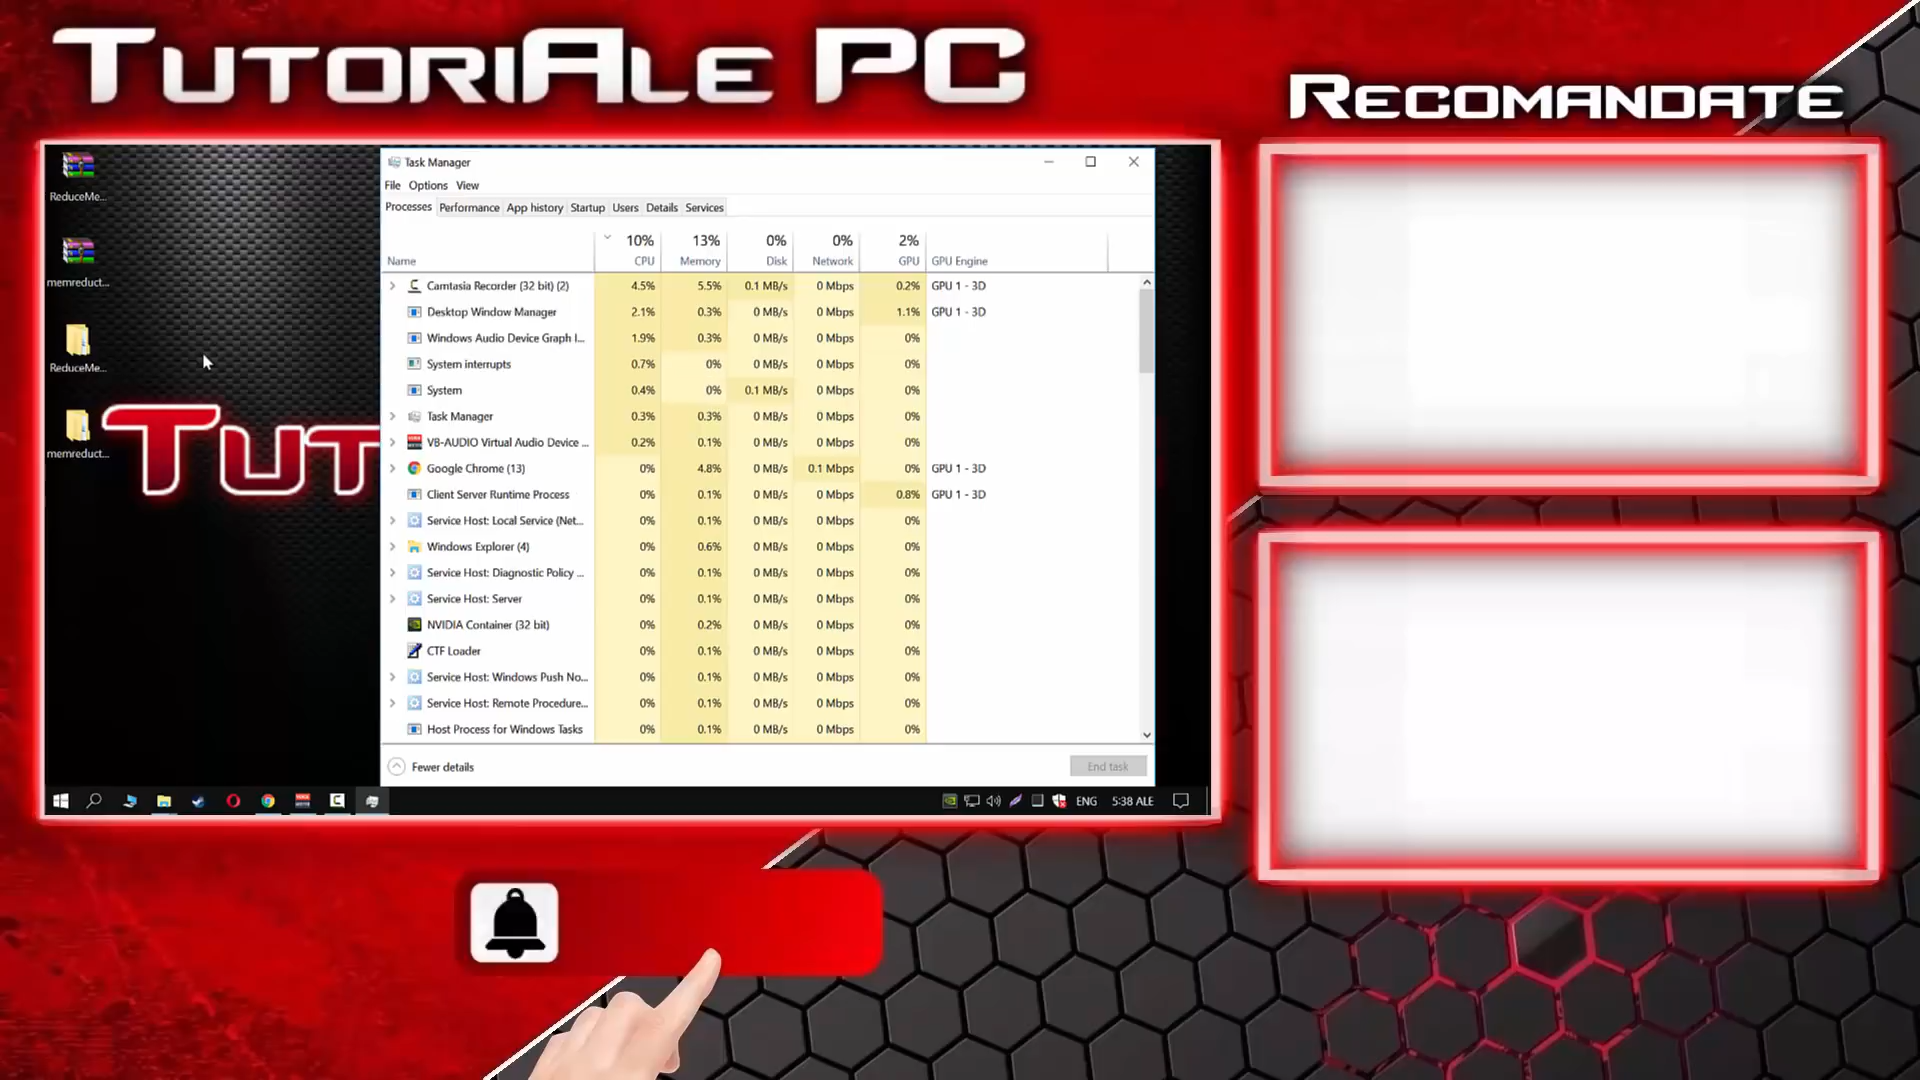 TUTORIALE PC
RECOMANDATE
ReduceMe...
memreduct...
ReduceMe...
memreduct...
TUT
Task Manager
File Options View
Processes Performance App history Startup Users Details Services
10% 13% 0% 0% 2%
Name CPU Memory Disk Network GPU GPU Engine
Camtasia Recorder (32 bit) (2) 4.5% 5.5% 0.1 MB/s 0 Mbps 0.2% GPU 1 - 3D
Desktop Window Manager 2.1% 0.3% 0 MB/s 0 Mbps 1.1% GPU 1 - 3D
Windows Audio Device Graph I... 1.9% 0.3% 0 MB/s 0 Mbps 0%
System interrupts 0.7% 0% 0 MB/s 0 Mbps 0%
System 0.4% 0% 0.1 MB/s 0 Mbps 0%
Task Manager 0.3% 0.3% 0 MB/s 0 Mbps 0%
VB-AUDIO Virtual Audio Device ... 0.2% 0.1% 0 MB/s 0 Mbps 0%
Google Chrome (13) 0% 4.8% 0 MB/s 0.1 Mbps 0% GPU 1 - 3D
Client Server Runtime Process 0% 0.1% 0 MB/s 0 Mbps 0.8% GPU 1 - 3D
Service Host: Local Service (Net... 0% 0.1% 0 MB/s 0 Mbps 0%
Windows Explorer (4) 0% 0.6% 0 MB/s 0 Mbps 0%
Service Host: Diagnostic Policy ... 0% 0.1% 0 MB/s 0 Mbps 0%
Service Host: Server 0% 0.1% 0 MB/s 0 Mbps 0%
NVIDIA Container (32 bit) 0% 0.2% 0 MB/s 0 Mbps 0%
CTF Loader 0% 0.1% 0 MB/s 0 Mbps 0%
Service Host: Windows Push No... 0% 0.1% 0 MB/s 0 Mbps 0%
Service Host: Remote Procedure... 0% 0.1% 0 MB/s 0 Mbps 0%
Host Process for Windows Tasks 0% 0.1% 0 MB/s 0 Mbps 0%
Fewer details End task
ENG 5:38 ALE